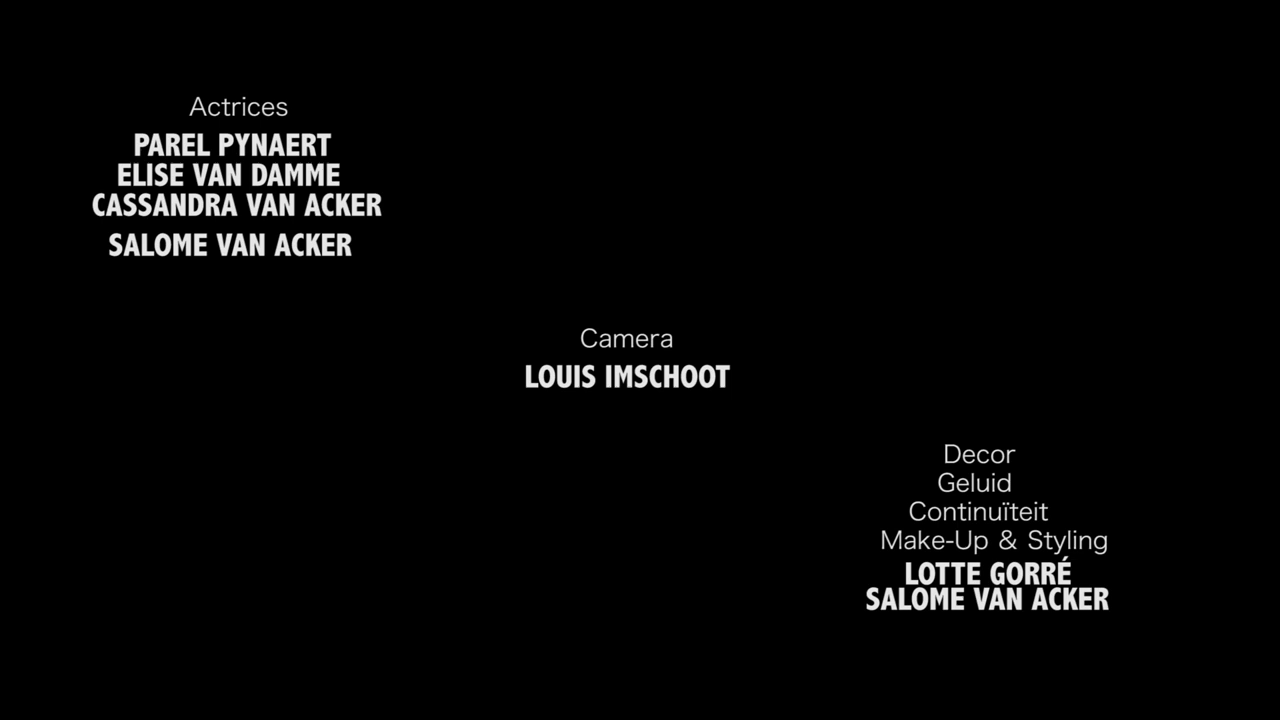 Actrices
PAREL PYNAERT
ELISE VAN DAMME
CASSANDRA VAN ACKER
SALOME VAN ACKER
Camera
LOUIS IMSCHOOT
Decor
Geluid
Continuïteit
Make-Up & Styling
LOTTE GORRÉ
SALOME VAN ACKER